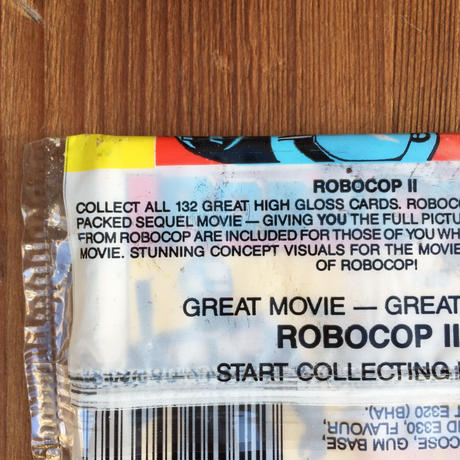 ROBOCOP II
COLLECT ALL 132 GREAT HIGH GLOSS CARDS. ROBOC
PACKED SEQUEL MOVIE — GIVING YOU THE FULL PICTU
FROM ROBOCOP ARE INCLUDED FOR THOSE OF YOU WH
MOVIE. STUNNING CONCEPT VISUALS FOR THE MOVIE
OF ROBOCOP!
GREAT MOVIE — GREAT
ROBOCOP II
START COLLECTING
COSE, GUM BASE,
ID E330, FLAVOUR,
T E320 (BHA).